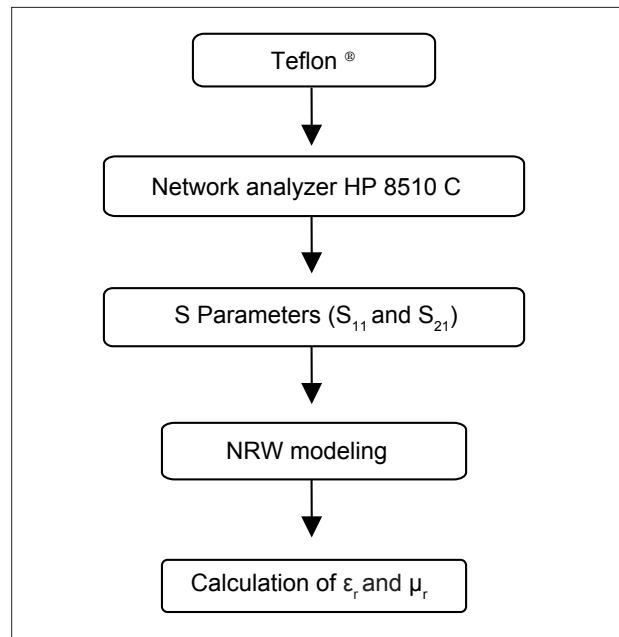 Teflon ®
Network analyzer HP 8510 C
S Parameters (S₁₁ and S₂₁)
NRW modeling
Calculation of εᵣ and µᵣ